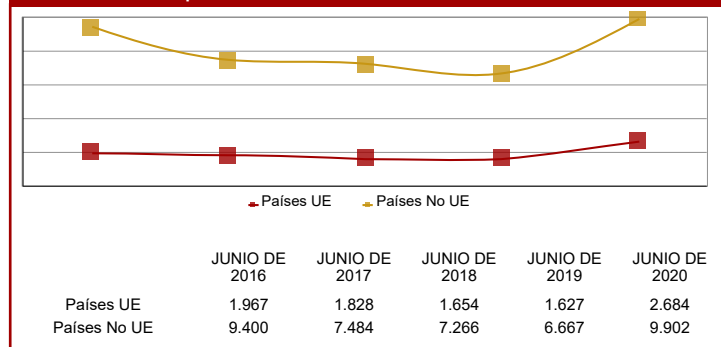 Países UE Países No UE
JUNIO DE 2016 JUNIO DE 2017 JUNIO DE 2018 JUNIO DE 2019 JUNIO DE 2020
Países UE 1.967 1.828 1.654 1.627 2.684
Países No UE 9.400 7.484 7.266 6.667 9.902